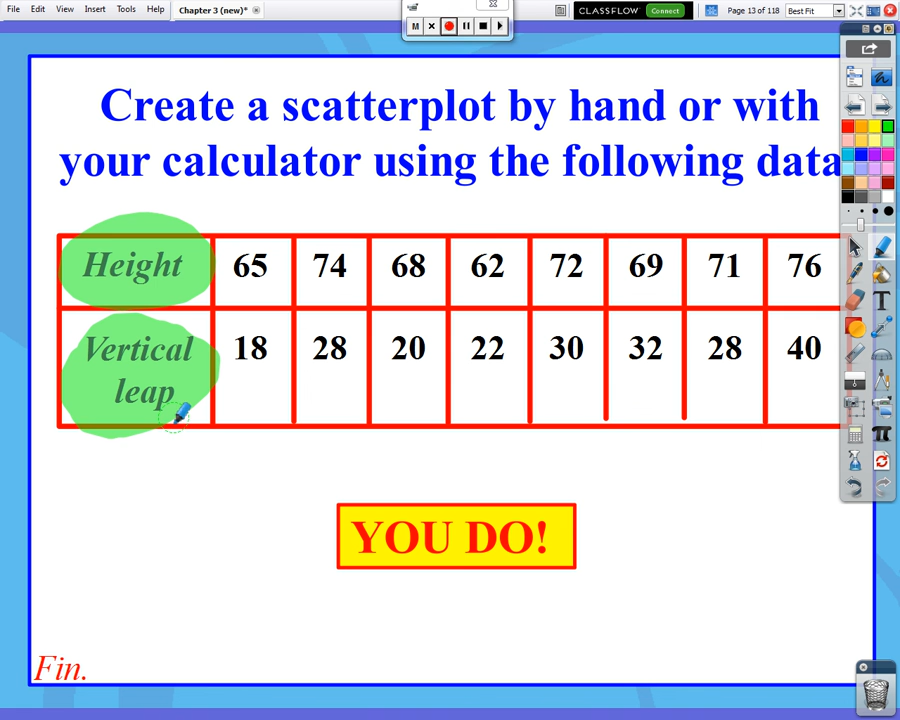 File Edit View Insert Tools Help Chapter 3 (new)* CLASSFLOW Connect Page 13 of 118 Best Fit
M
Create a scatterplot by hand or with
your calculator using the following data
Height 65 74 68 62 72 69 71 76
Vertical 18 28 20 22 30 32 28 40
leap
T
YOU DO!
Fin.